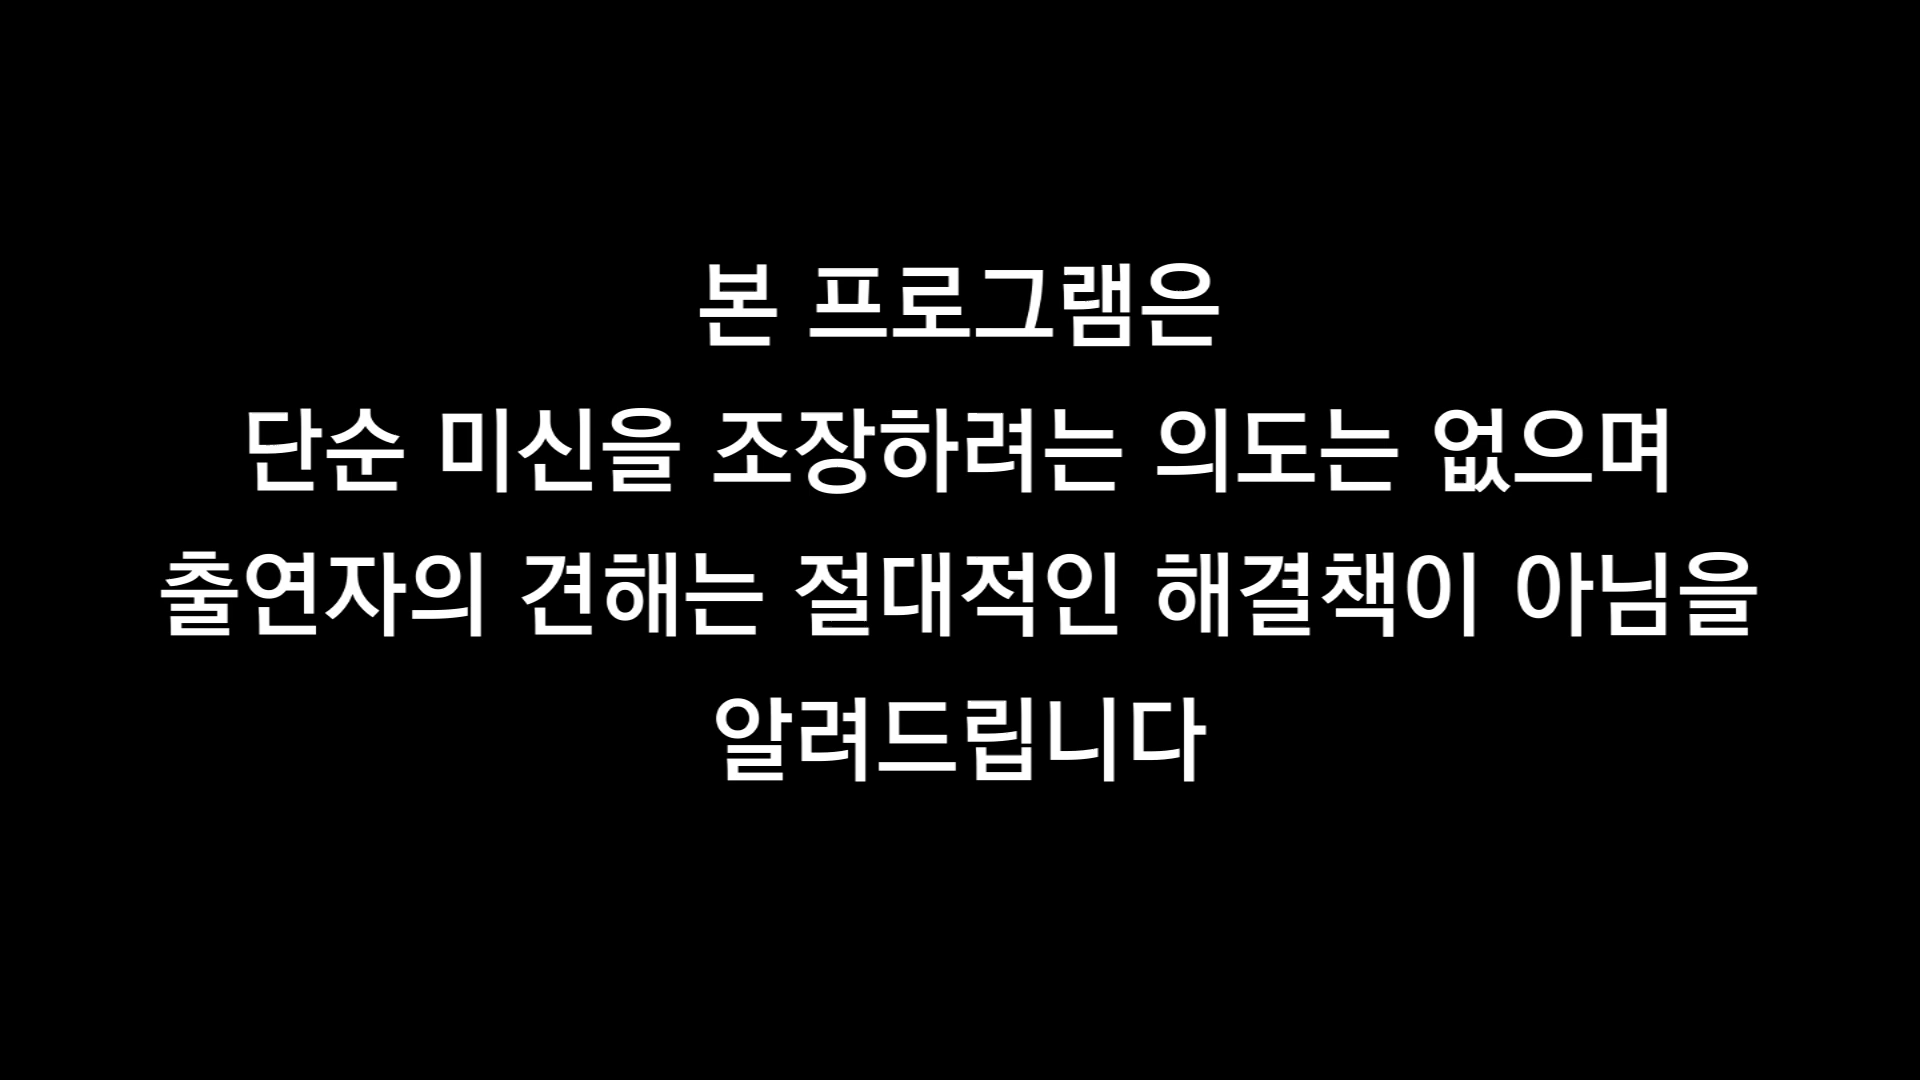 본 프로그램은
단순 미신을 조장하려는 의도는 없으며
출연자의 견해는 절대적인 해결책이 아님을
알려드립니다